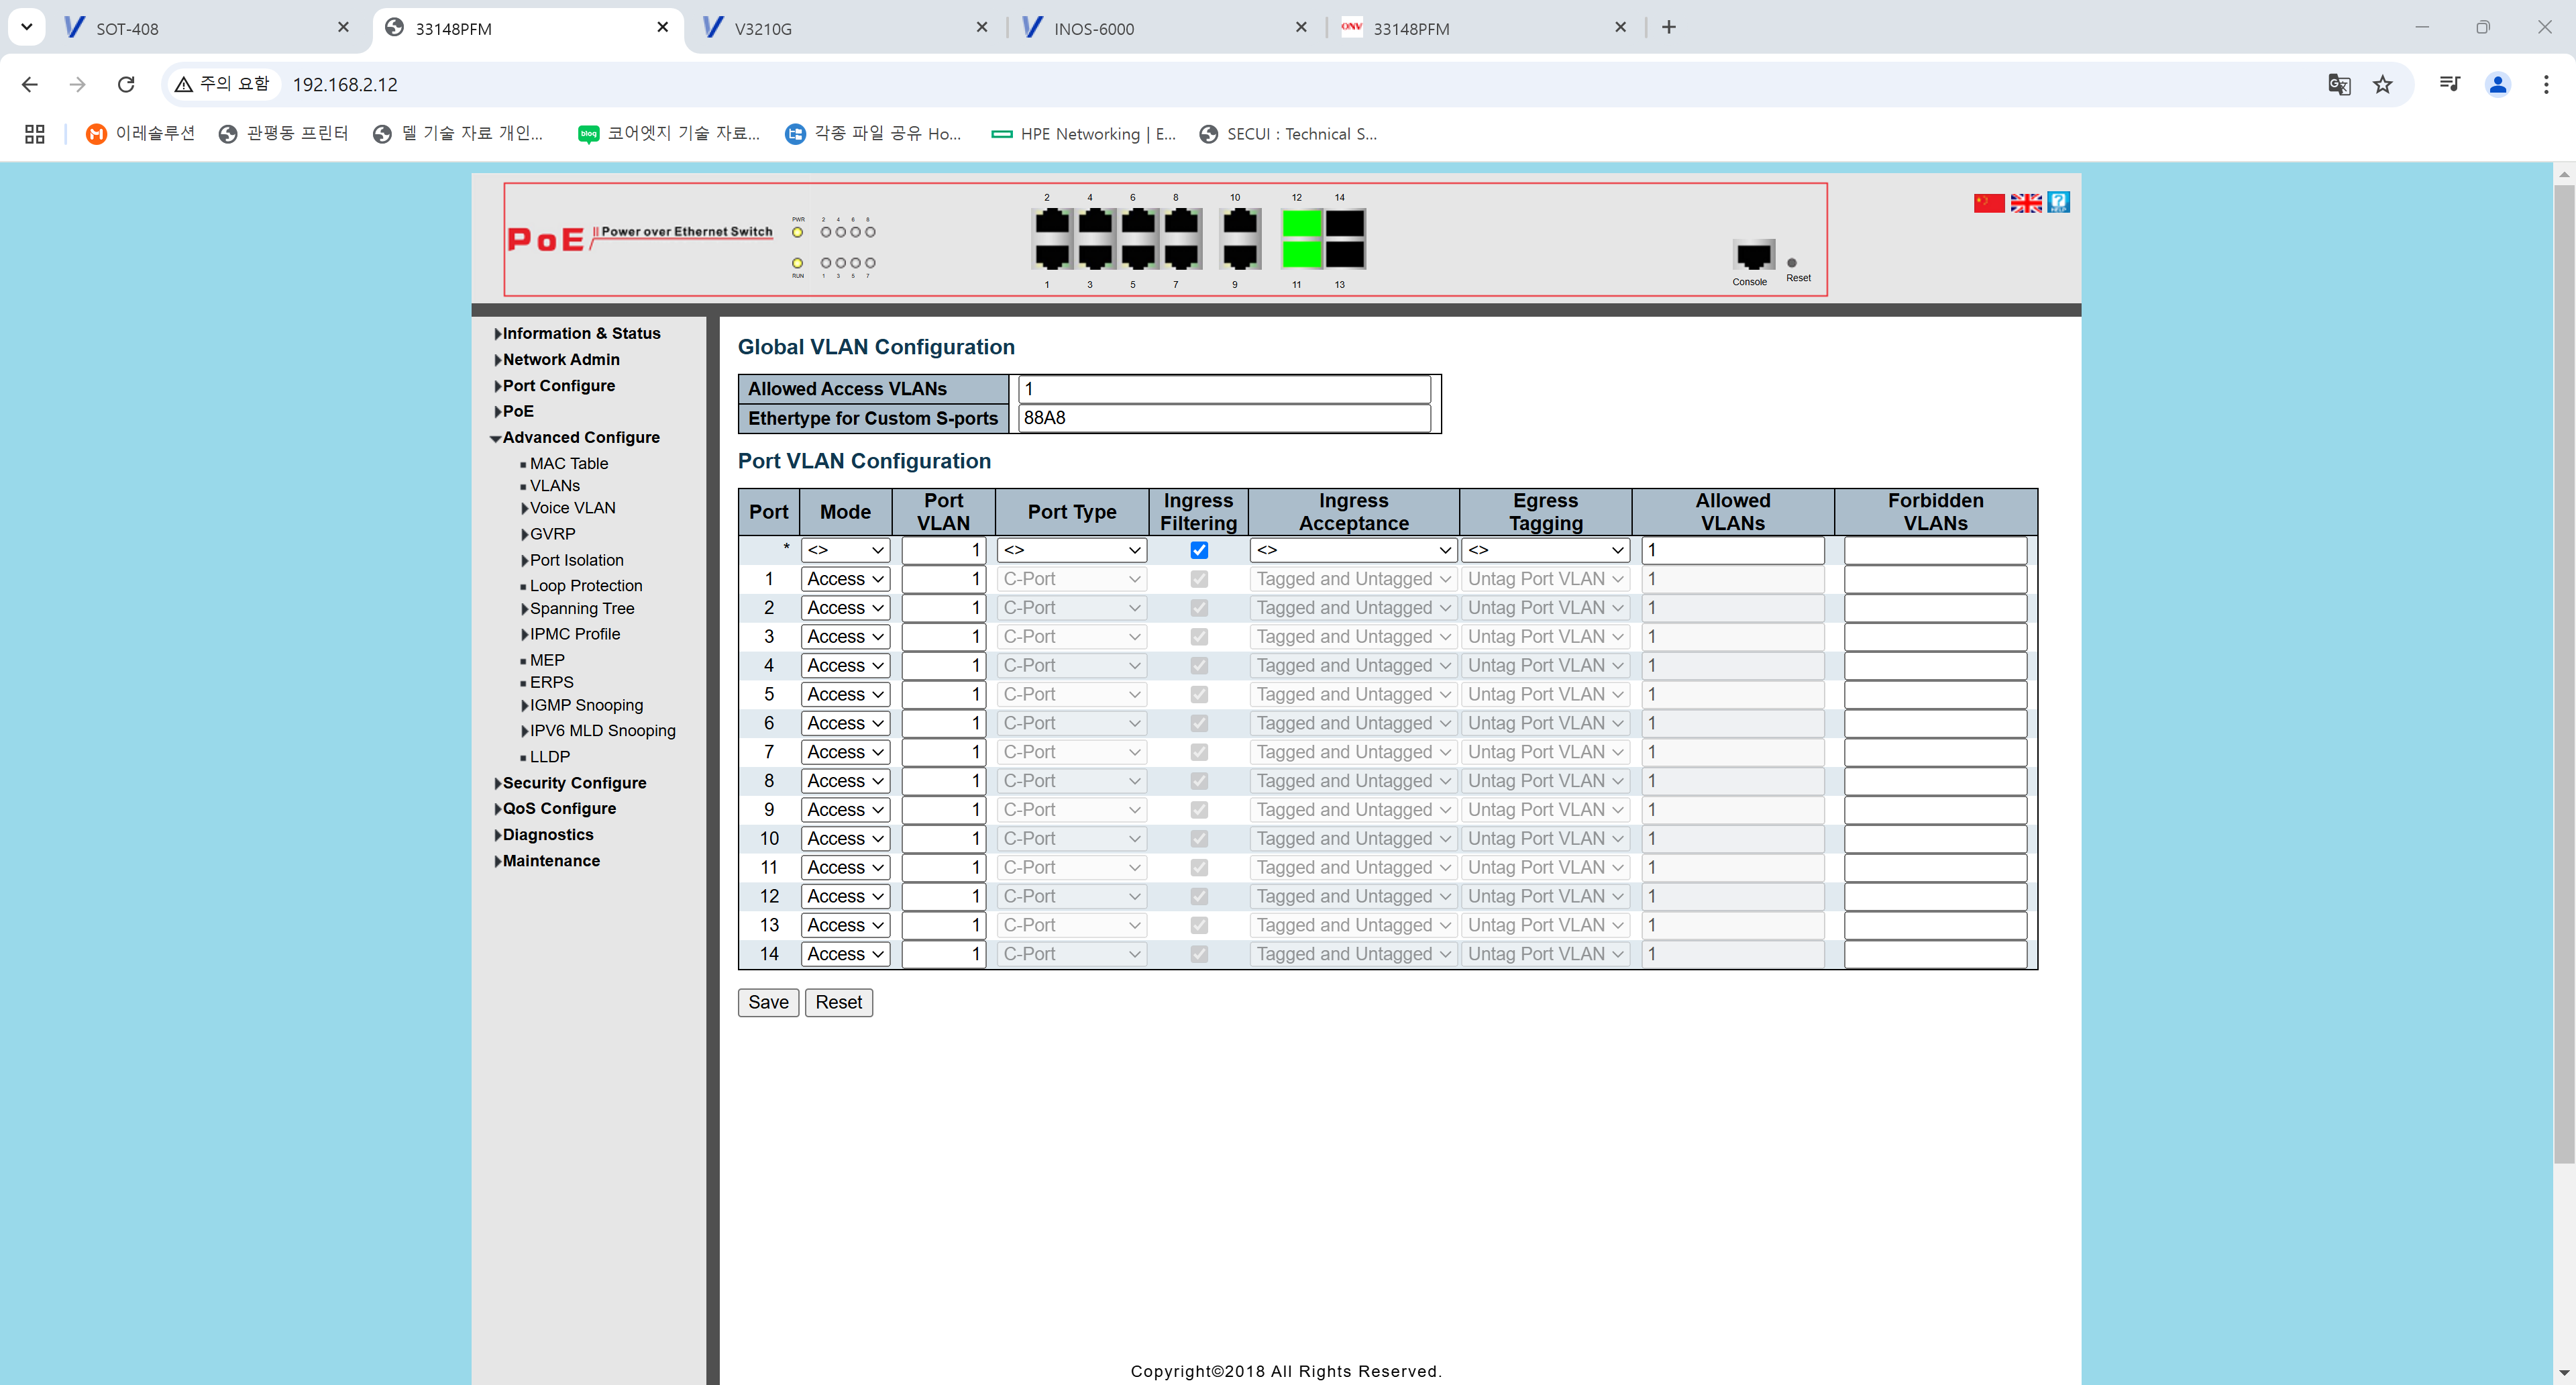 SOT-408
33148PFM
V3210G
INOS-6000
ONV 33148PFM
주의 요함 192.168.2.12
이레솔루션 관평동 프린터 델 기술 자료 개인... blog 코어엣지 기술 자료... 각종 파일 공유 Ho... HPE Networking | E... SECUI : Technical S...
PoE Power over Ethernet Switch
PWR 2 4 6 8
RUN 1 3 5 7
2 4 6 8 10 12 14
1 3 5 7 9 11 13
Console Reset
HELP
Information & Status
Network Admin
Port Configure
PoE
Advanced Configure
MAC Table
VLANs
Voice VLAN
GVRP
Port Isolation
Loop Protection
Spanning Tree
IPMC Profile
MEP
ERPS
IGMP Snooping
IPV6 MLD Snooping
LLDP
Security Configure
QoS Configure
Diagnostics
Maintenance
Global VLAN Configuration
Allowed Access VLANs 1
Ethertype for Custom S-ports 88A8
Port VLAN Configuration
Port Mode Port VLAN Port Type Ingress Filtering Ingress Acceptance Egress Tagging Allowed VLANs Forbidden VLANs
* <> 1 <> <> <> 1
1 Access 1 C-Port Tagged and Untagged Untag Port VLAN 1
2 Access 1 C-Port Tagged and Untagged Untag Port VLAN 1
3 Access 1 C-Port Tagged and Untagged Untag Port VLAN 1
4 Access 1 C-Port Tagged and Untagged Untag Port VLAN 1
5 Access 1 C-Port Tagged and Untagged Untag Port VLAN 1
6 Access 1 C-Port Tagged and Untagged Untag Port VLAN 1
7 Access 1 C-Port Tagged and Untagged Untag Port VLAN 1
8 Access 1 C-Port Tagged and Untagged Untag Port VLAN 1
9 Access 1 C-Port Tagged and Untagged Untag Port VLAN 1
10 Access 1 C-Port Tagged and Untagged Untag Port VLAN 1
11 Access 1 C-Port Tagged and Untagged Untag Port VLAN 1
12 Access 1 C-Port Tagged and Untagged Untag Port VLAN 1
13 Access 1 C-Port Tagged and Untagged Untag Port VLAN 1
14 Access 1 C-Port Tagged and Untagged Untag Port VLAN 1
Save Reset
Copyright©2018 All Rights Reserved.